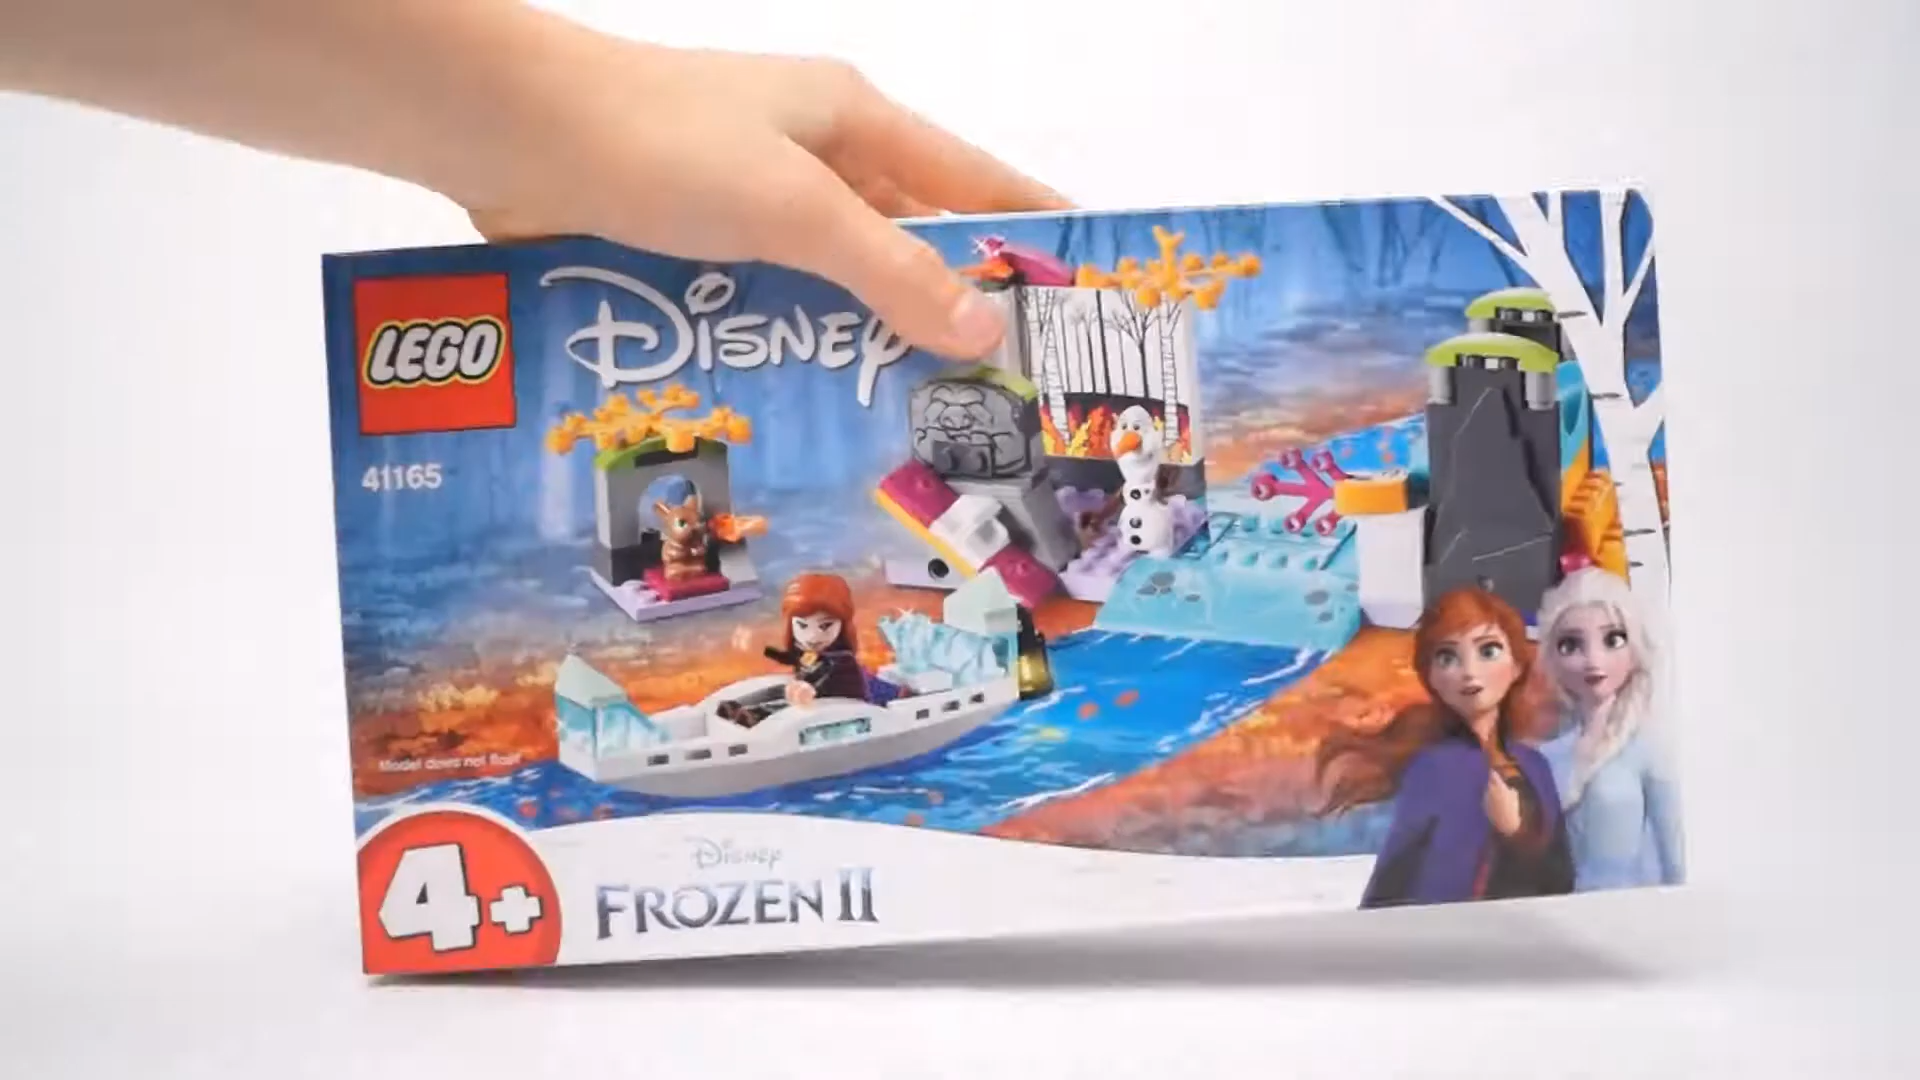 LEGO
DISNEY
41165
Model does not float
4+
DISNEY
FROZEN II